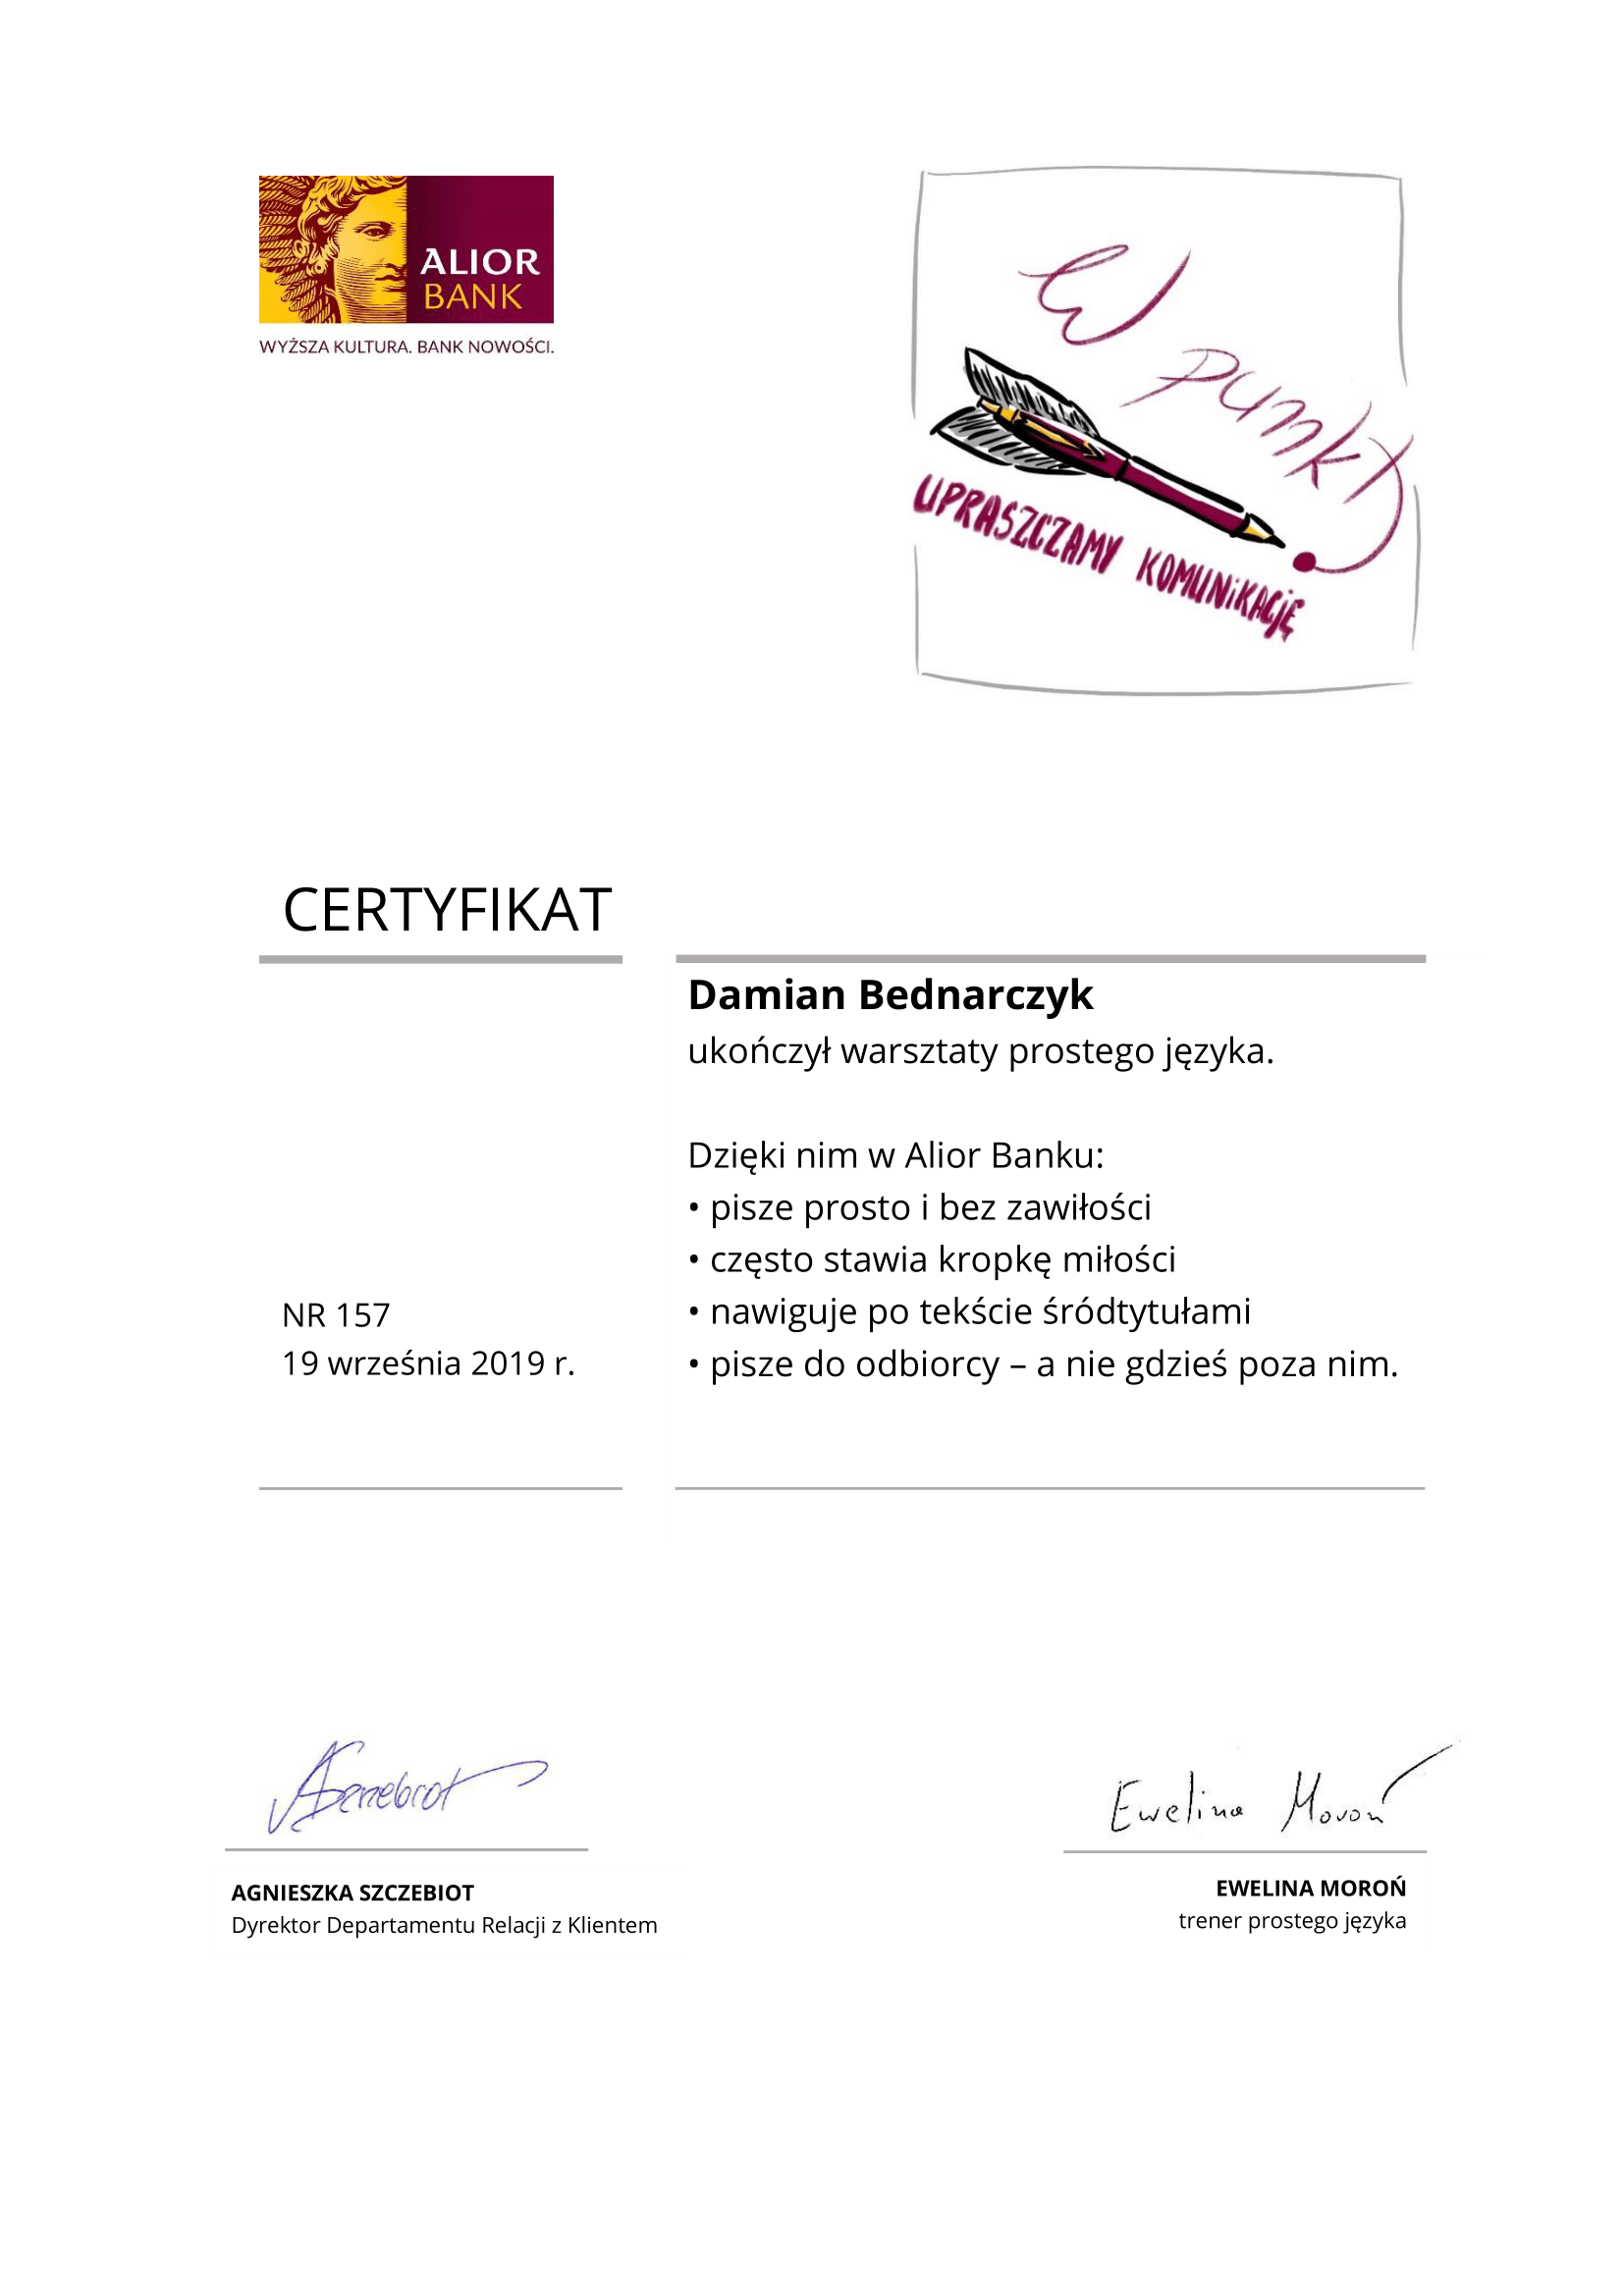 ALIOR
BANK
WYŻSZA KULTURA. BANK NOWOŚCI.
W punkt
UPRASZCZAMY KOMUNIKACJĘ
CERTYFIKAT
Damian Bednarczyk
ukończył warsztaty prostego języka.
Dzięki nim w Alior Banku:
• pisze prosto i bez zawiłości
• często stawia kropkę miłości
• nawiguje po tekście śródtytułami
• pisze do odbiorcy – a nie gdzieś poza nim.
NR 157
19 września 2019 r.
ASzczebiot
Ewelina Moroń
AGNIESZKA SZCZEBIOT
Dyrektor Departamentu Relacji z Klientem
EWELINA MOROŃ
trener prostego języka